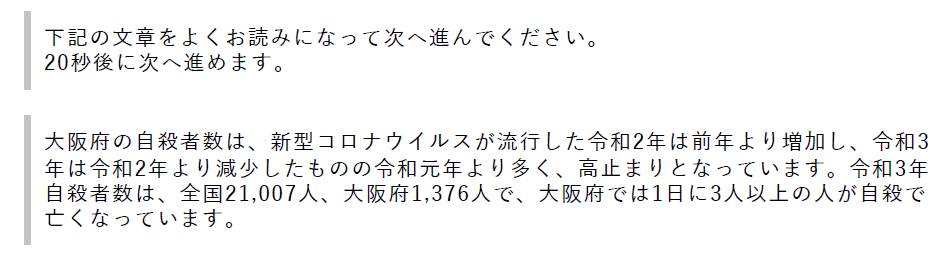 下記の文章をよくお読みになって次へ進んでください。
20秒後に次へ進めます。
大阪府の自殺者数は、新型コロナウイルスが流行した令和2年は前年より増加し、令和3
年は令和2年より減少したものの令和元年より多く、高止まりとなっています。令和3年
自殺者数は、全国21,007人、大阪府1,376人で、大阪府では1日に3人以上の人が自殺で
亡くなっています。